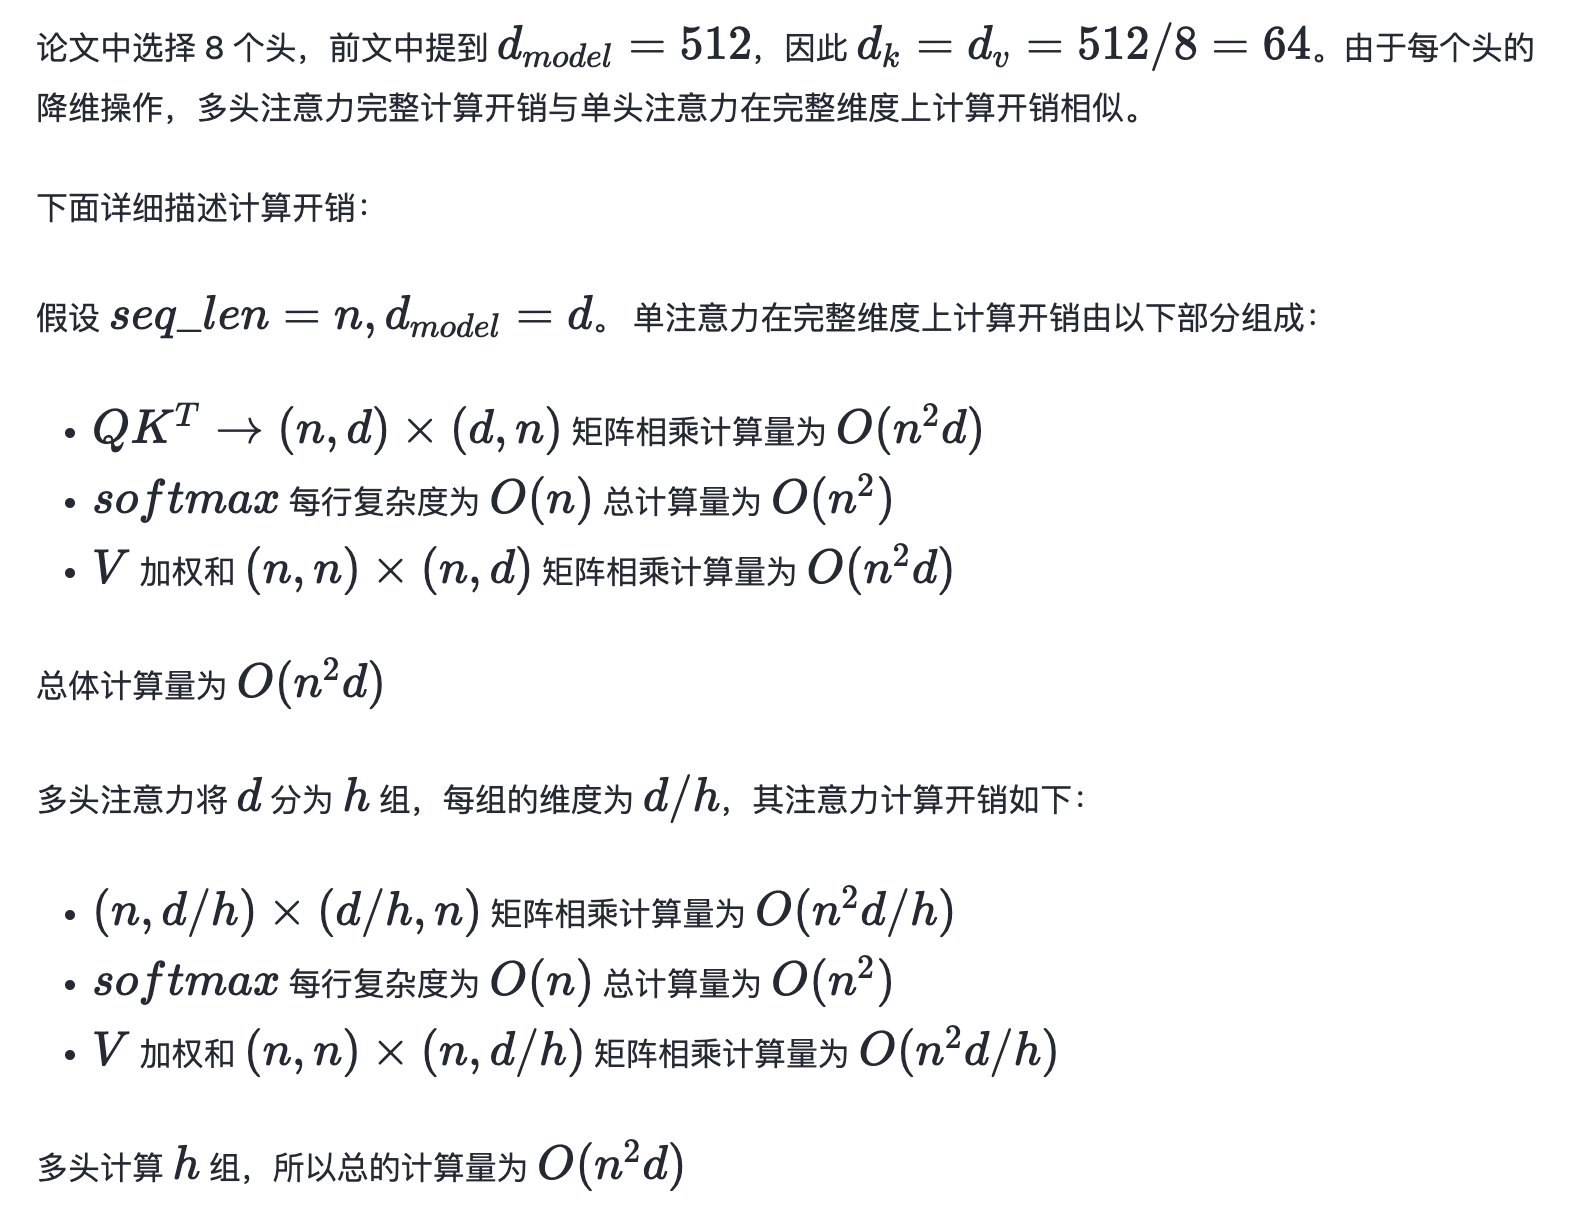 论文中选择 8 个头，前文中提到 $d_{model} = 512$，因此 $d_k = d_v = 512/8 = 64$。由于每个头的
降维操作，多头注意力完整计算开销与单头注意力在完整维度上计算开销相似。
下面详细描述计算开销：
假设 $seq\_len = n, d_{model} = d$。单注意力在完整维度上计算开销由以下部分组成：
• $QK^T \rightarrow (n, d) \times (d, n)$ 矩阵相乘计算量为 $O(n^2d)$
• $softmax$ 每行复杂度为 $O(n)$ 总计算量为 $O(n^2)$
• $V$ 加权和 $(n, n) \times (n, d)$ 矩阵相乘计算量为 $O(n^2d)$
总体计算量为 $O(n^2d)$
多头注意力将 $d$ 分为 $h$ 组，每组的维度为 $d/h$，其注意力计算开销如下：
• $(n, d/h) \times (d/h, n)$ 矩阵相乘计算量为 $O(n^2d/h)$
• $softmax$ 每行复杂度为 $O(n)$ 总计算量为 $O(n^2)$
• $V$ 加权和 $(n, n) \times (n, d/h)$ 矩阵相乘计算量为 $O(n^2d/h)$
多头计算 $h$ 组，所以总的计算量为 $O(n^2d)$